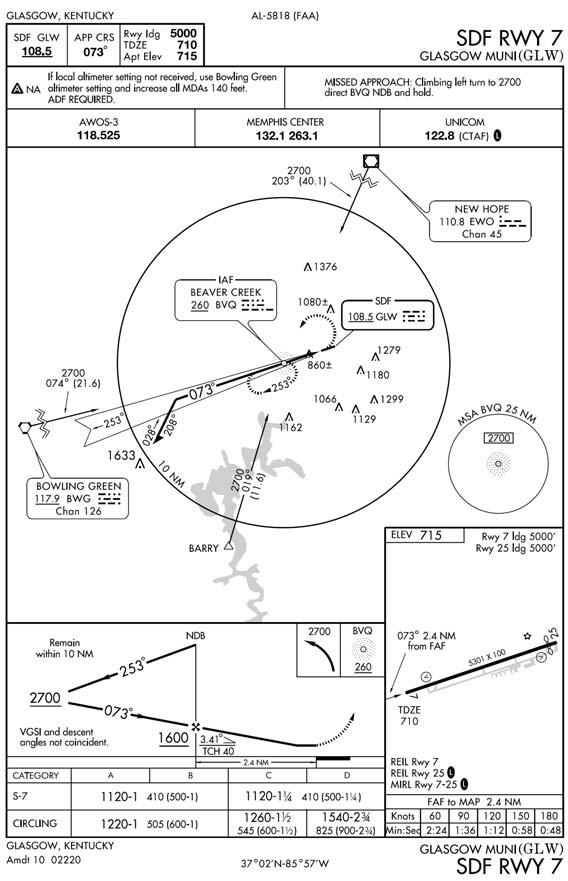 GLASGOW, KENTUCKY
AL-5818 (FAA)
SDF GLW
108.5
APP CRS
073°
Rwy ldg 5000
TDZE 710
Apt Elev 715
SDF RWY 7
GLASGOW MUNI (GLW)
A NA
If local altimeter setting not received, use Bowling Green
altimeter setting and increase all MDAs 140 feet.
ADF REQUIRED.
MISSED APPROACH: Climbing left turn to 2700
direct BVQ NDB and hold.
AWOS-3
118.525
MEMPHIS CENTER
132.1 263.1
UNICOM
122.8 (CTAF) L
2700
203° (40.1)
NEW HOPE
110.8 EWO
Chan 45
1376
IAF
BEAVER CREEK
260 BVQ
1080±
SDF
108.5 GLW
860±
1279
1180
2700
074° (21.6)
073°
253°
253°
1066
1299
1129
1162
028°
208°
1633
10 NM
MSA BVQ 25 NM
2700
BOWLING GREEN
117.9 BWG
Chan 126
2700
019°
(11.6)
BARRY
ELEV 715
Rwy 7 ldg 5000'
Rwy 25 ldg 5000'
073° 2.4 NM
from FAF
5301 X 100
25
TDZE
710
V
V
REIL Rwy 7
REIL Rwy 25 L
MIRL Rwy 7-25 L
Remain
within 10 NM
NDB
2700
BVQ
260
253°
2700
073°
VGSI and descent
angles not coincident.
1600
3.41°
TCH 40
2.4 NM
CATEGORY A B C D
S-7 1120-1 410 (500-1) 1120-1¼ 410 (500-1¼)
CIRCLING 1220-1 505 (600-1) 1260-1½ 1540-2¾
545 (600-1½) 825 (900-2¾)
FAF to MAP 2.4 NM
Knots 60 90 120 150 180
Min:Sec 2:24 1:36 1:12 0:58 0:48
GLASGOW, KENTUCKY
Amdt 10 02220
37°02'N-85°57'W
GLASGOW MUNI (GLW)
SDF RWY 7